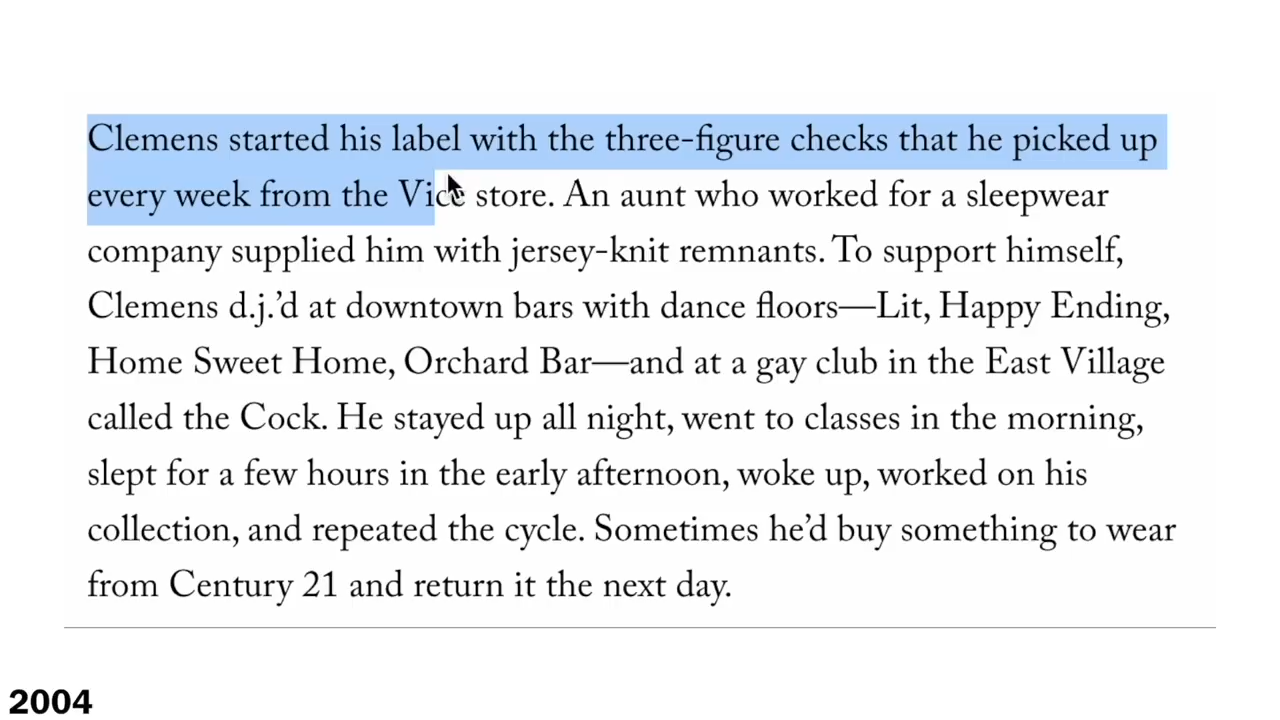 Clemens started his label with the three-figure checks that he picked up
every week from the Vice store. An aunt who worked for a sleepwear
company supplied him with jersey-knit remnants. To support himself,
Clemens d.j.’d at downtown bars with dance floors—Lit, Happy Ending,
Home Sweet Home, Orchard Bar—and at a gay club in the East Village
called the Cock. He stayed up all night, went to classes in the morning,
slept for a few hours in the early afternoon, woke up, worked on his
collection, and repeated the cycle. Sometimes he’d buy something to wear
from Century 21 and return it the next day.
2004